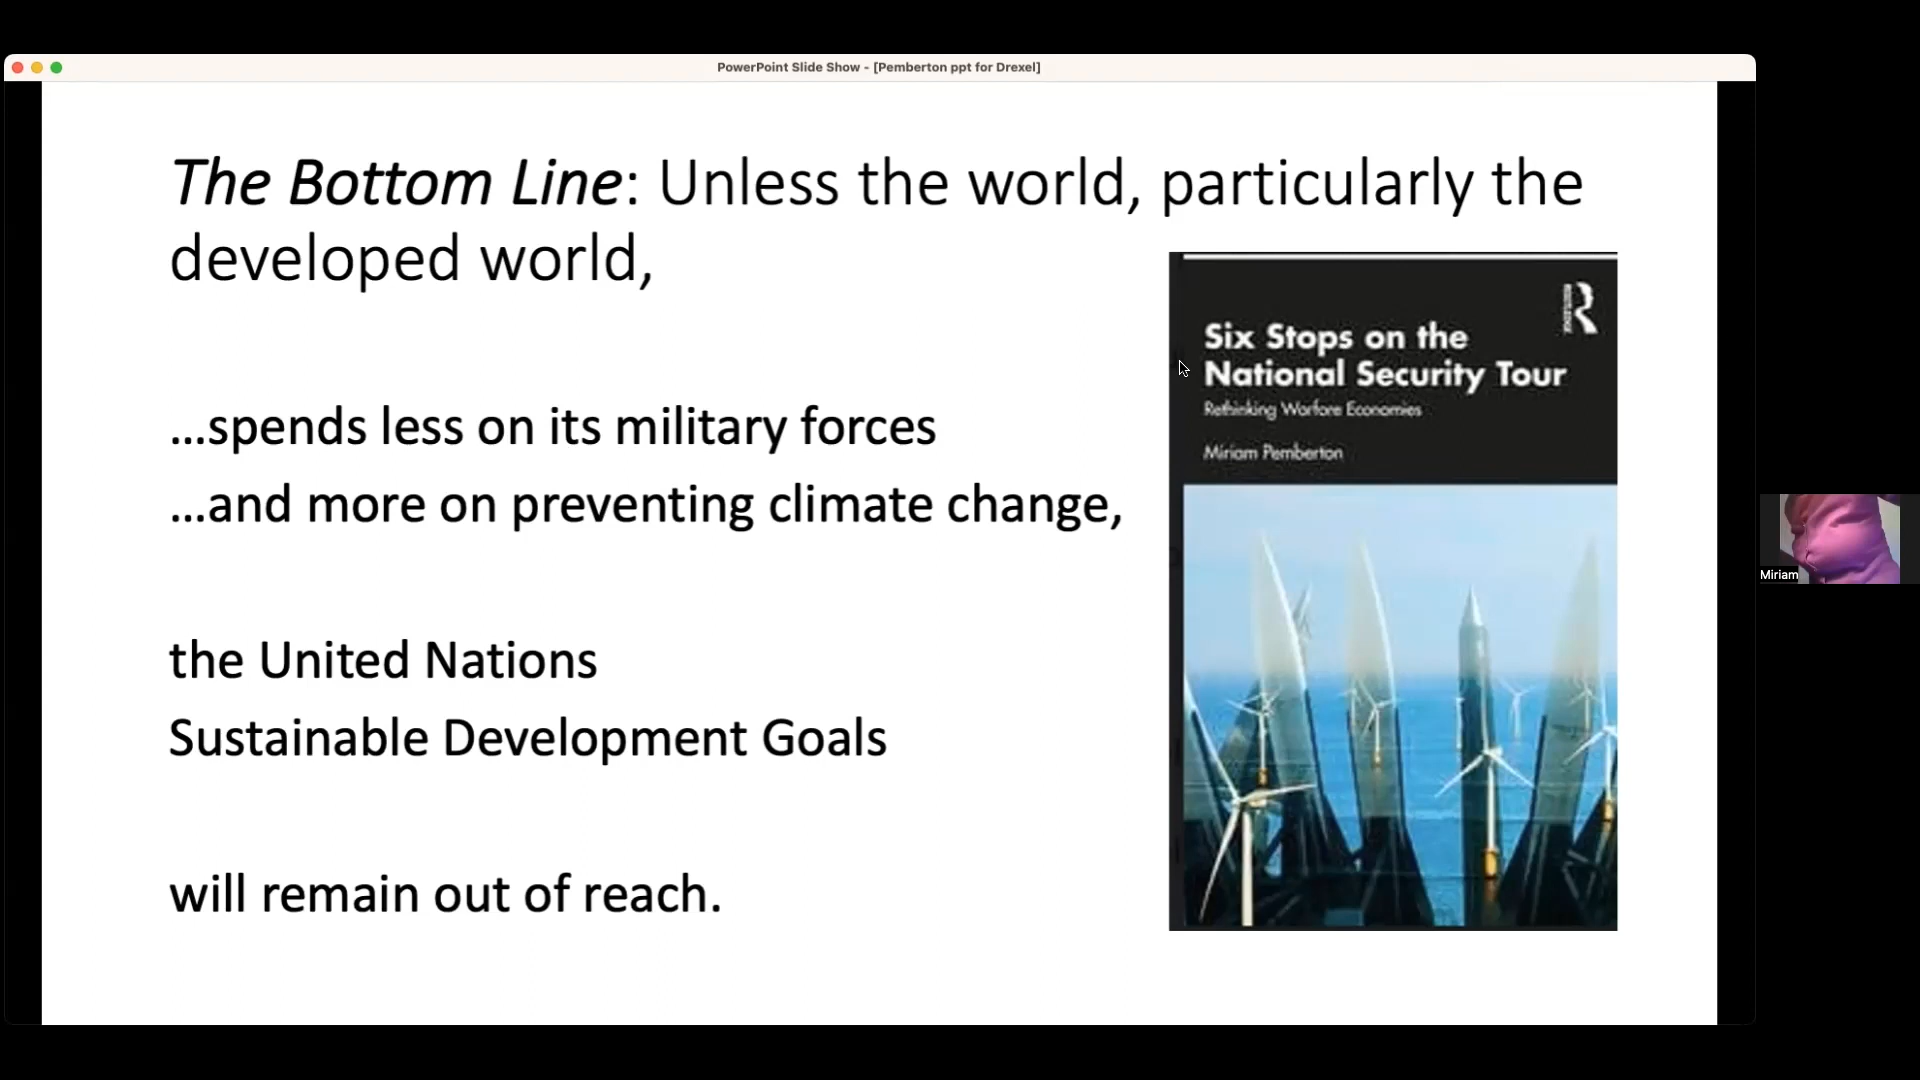 PowerPoint Slide Show - [Pemberton ppt for Drexel]
The Bottom Line: Unless the world, particularly the
developed world,
...spends less on its military forces
...and more on preventing climate change,
the United Nations
Sustainable Development Goals
will remain out of reach.
ROUTLEDGE
Six Stops on the
National Security Tour
Rethinking Warfare Economies
Miriam Pemberton
Miriam